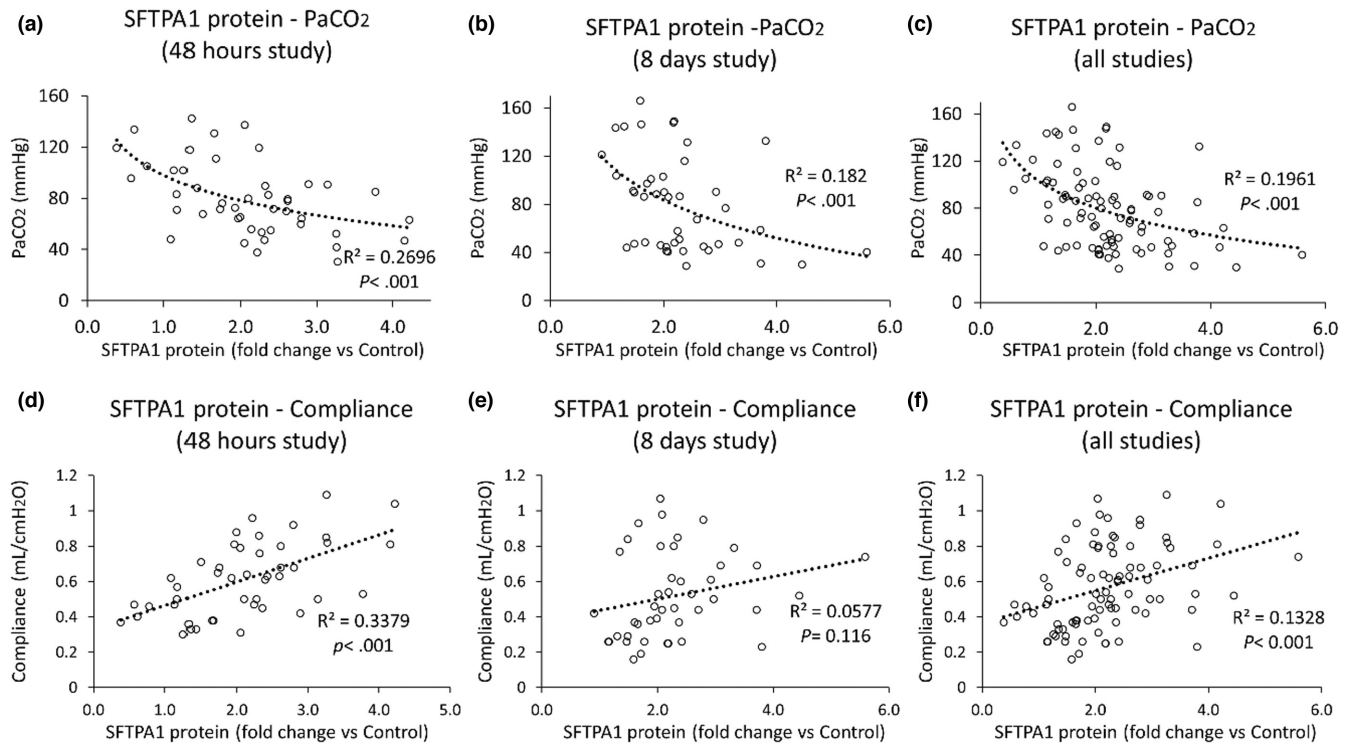 (a)
SFTPA1 protein - PaCO2
(48 hours study)
PaCO2 (mmHg)
160
120
80
40
0
R² = 0.2696
P< .001
0.0 1.0 2.0 3.0 4.0
SFTPA1 protein (fold change vs Control)
(b)
SFTPA1 protein -PaCO2
(8 days study)
PaCO2 (mmHg)
160
120
80
40
0
R² = 0.182
P< .001
0.0 2.0 4.0 6.0
SFTPA1 protein (fold change vs Control)
(c)
SFTPA1 protein - PaCO2
(all studies)
PaCO2 (mmHg)
160
120
80
40
0
R² = 0.1961
P< .001
0.0 2.0 4.0 6.0
SFTPA1 protein (fold change vs Control)
(d)
SFTPA1 protein - Compliance
(48 hours study)
Compliance (mL/cmH2O)
1.2
1
0.8
0.6
0.4
0.2
0
R² = 0.3379
p< .001
0.0 1.0 2.0 3.0 4.0 5.0
SFTPA1 protein (fold change vs Control)
(e)
SFTPA1 protein - Compliance
(8 days study)
Compliance (mL/cmH2O)
1.2
1
0.8
0.6
0.4
0.2
0
R² = 0.0577
P= 0.116
0.0 2.0 4.0 6.0
SFTPA1 protein (fold change vs Control)
(f)
SFTPA1 protein - Compliance
(all studies)
Compliance (mL/cmH2O)
1.2
1
0.8
0.6
0.4
0.2
0
R² = 0.1328
P< 0.001
0.0 2.0 4.0 6.0
SFTPA1 protein (fold change vs Control)